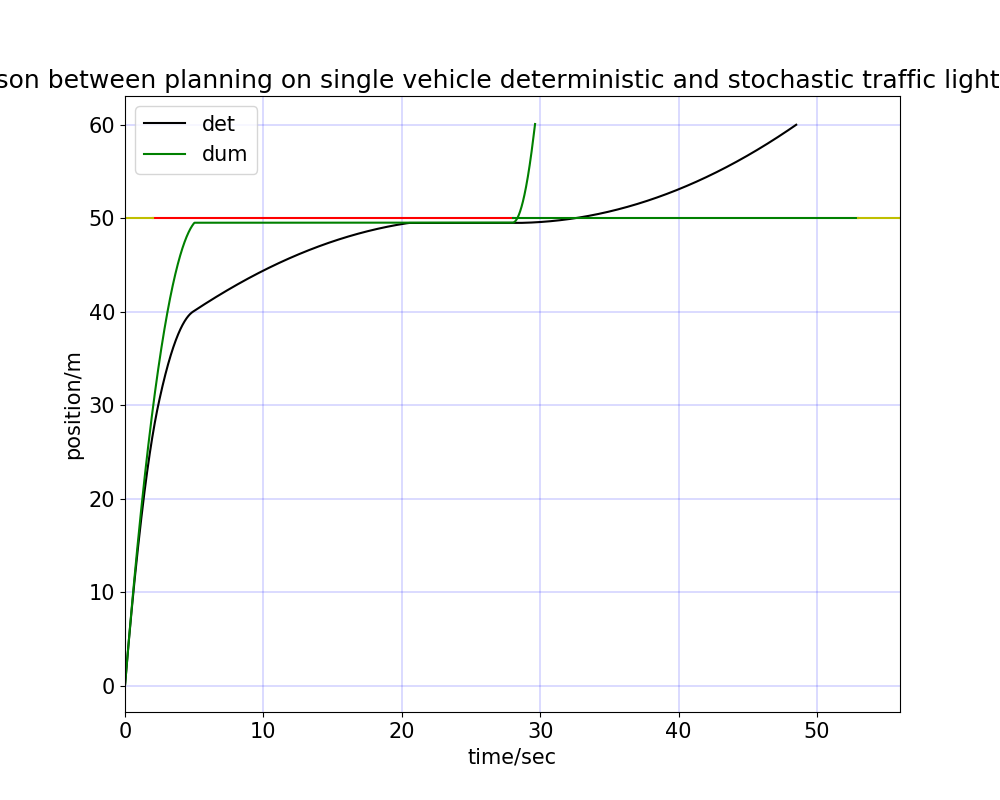 son between planning on single vehicle deterministic and stochastic traffic light
det
dum
60
50
40
30
20
10
0
position/m
0 10 20 30 40 50
time/sec